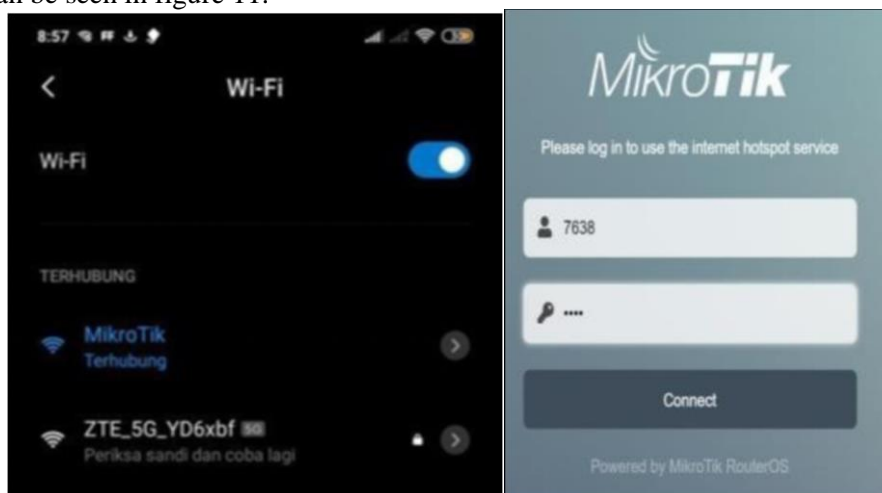 an be seen in figure 11.
8:57
Wi-Fi
Wi-Fi
TERHUBUNG
MikroTik
Terhubung
ZTE_5G_YD6xbf 5G
Periksa sandi dan coba lagi
MikroTik
Please log in to use the internet hotspot service
7638
••••
Connect
Powered by MikroTik RouterOS